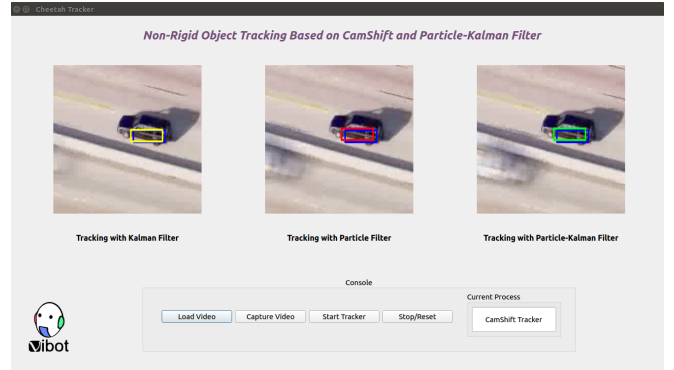 Cheetah Tracker
Non-Rigid Object Tracking Based on CamShift and Particle-Kalman Filter
Tracking with Kalman Filter
Tracking with Particle Filter
Tracking with Particle-Kalman Filter
Console
Load Video
Capture Video
Start Tracker
Stop/Reset
Current Process
CamShift Tracker
Vibot